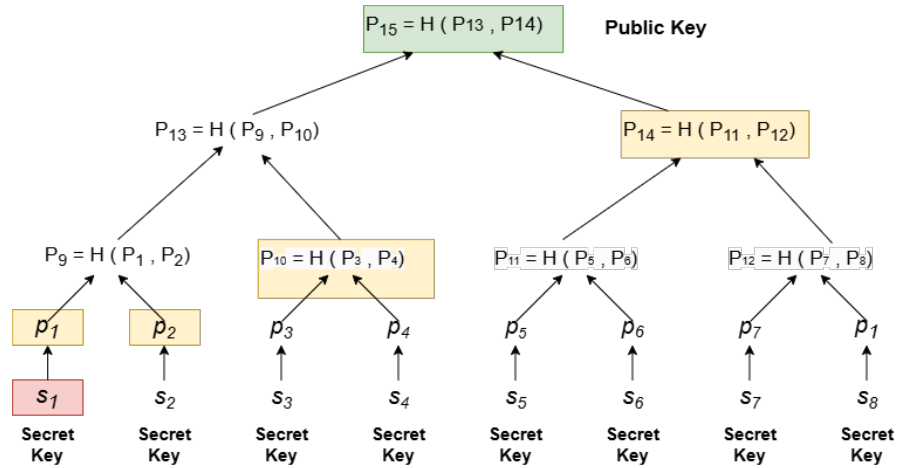 P15 = H ( P13 , P14)
Public Key
P13 = H ( P9 , P10)
P14 = H ( P11 , P12)
P9 = H ( P1 , P2)
P10 = H ( P3 , P4)
P11 = H ( P5 , P6)
P12 = H ( P7 , P8)
p1
p2
p3
p4
p5
p6
p7
p1
s1
s2
s3
s4
s5
s6
s7
s8
Secret
Key
Secret
Key
Secret
Key
Secret
Key
Secret
Key
Secret
Key
Secret
Key
Secret
Key